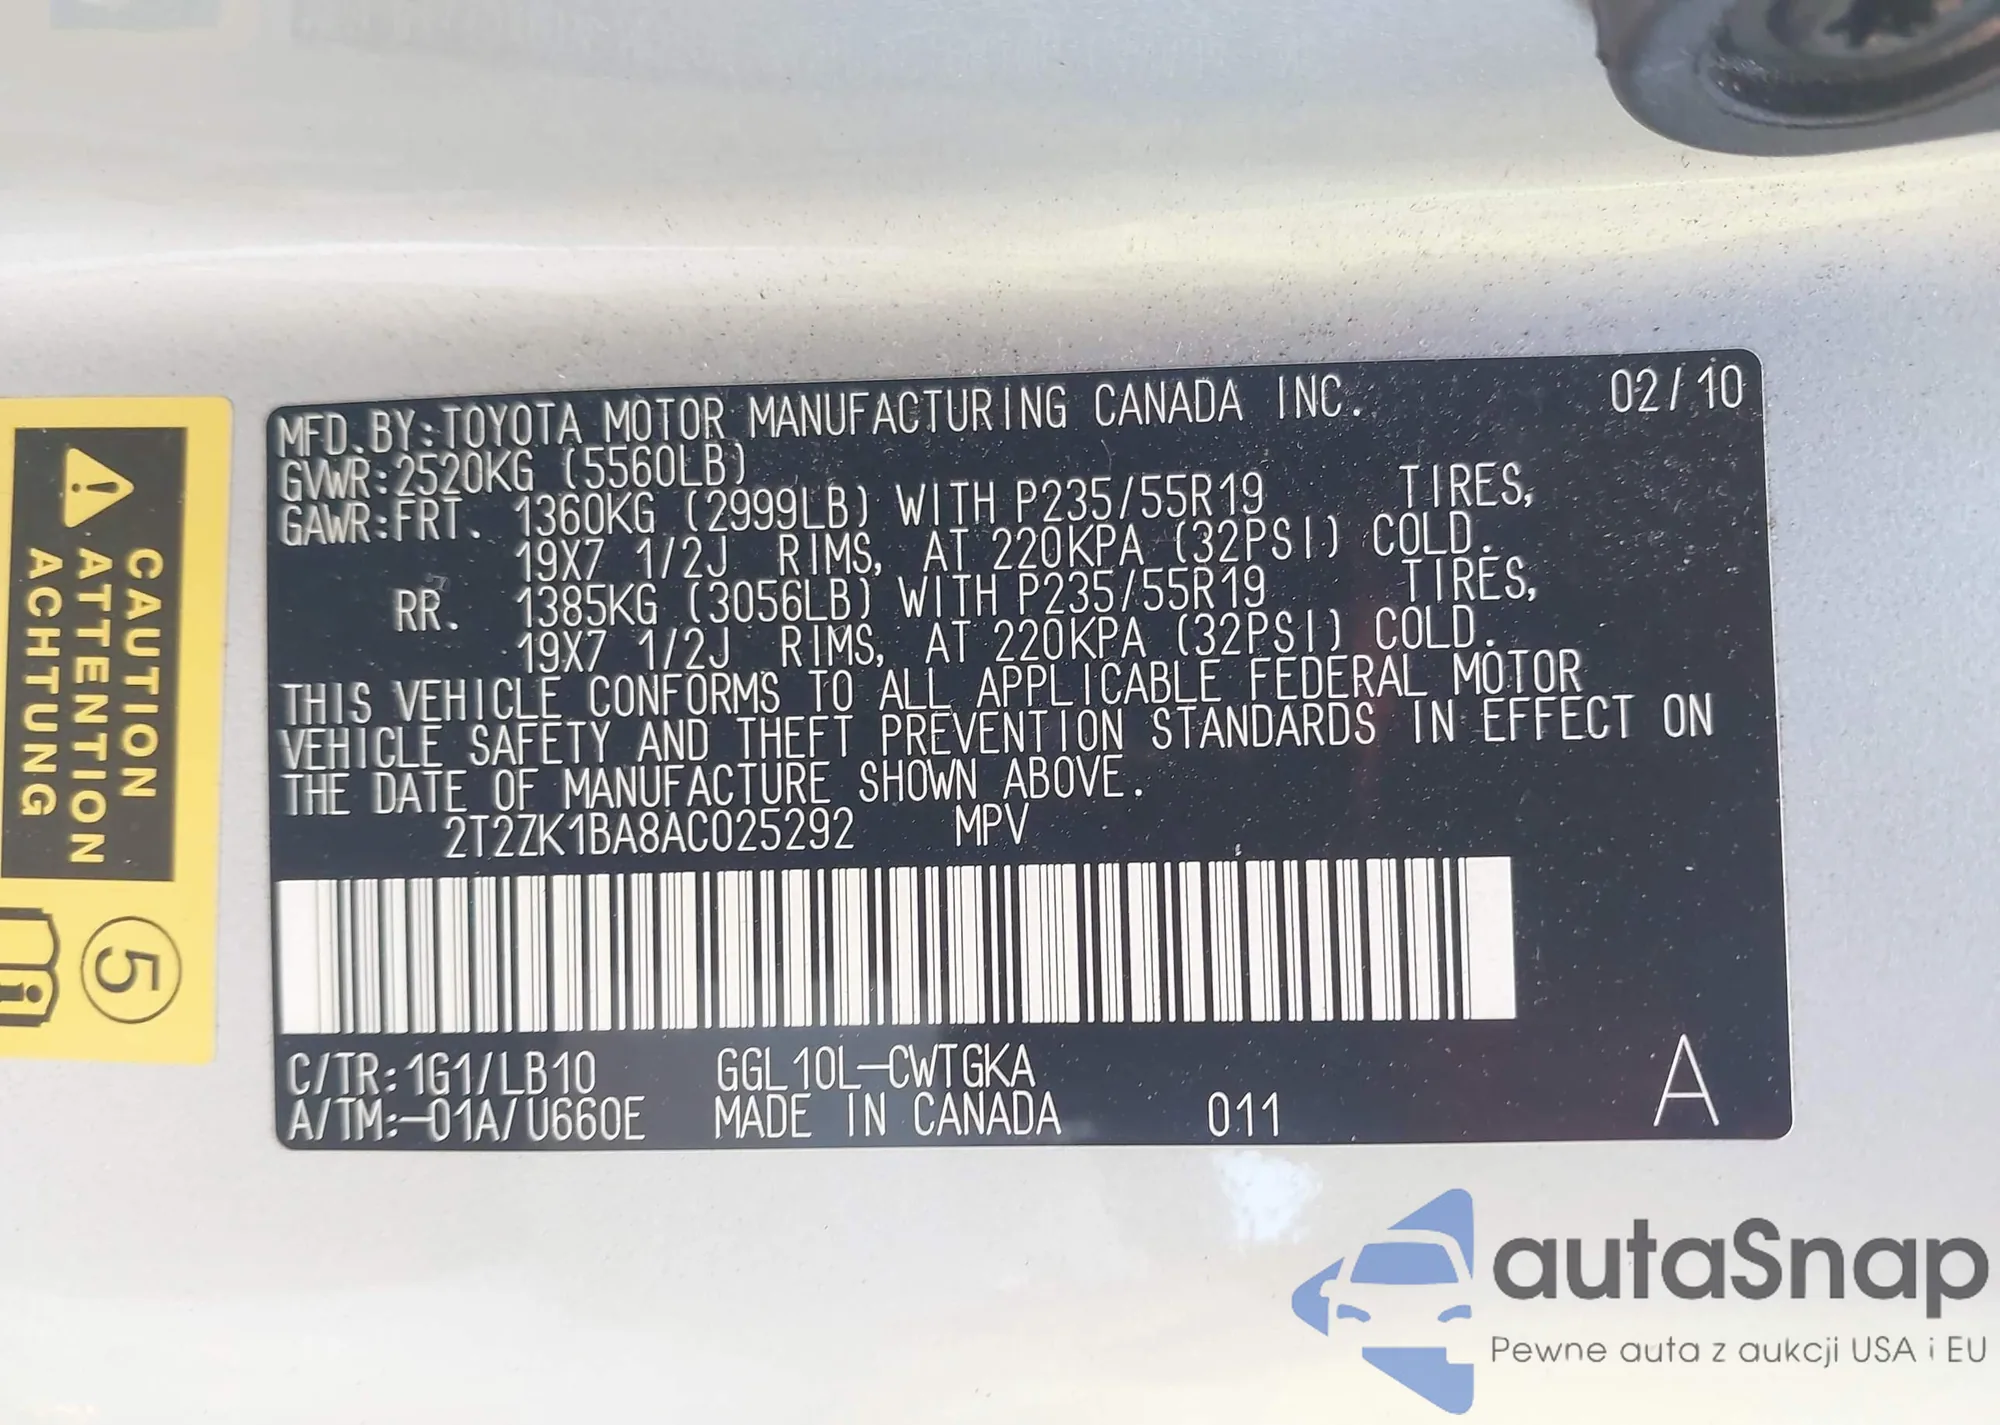 MFD.BY:TOYOTA MOTOR MANUFACTURING CANADA INC. 02/10
GVWR:2520KG (5560LB)
GAWR:FRT. 1360KG (2999LB) WITH P235/55R19 TIRES,
19X7 1/2J RIMS, AT 220KPA (32PSI) COLD.
RR. 1385KG (3056LB) WITH P235/55R19 TIRES,
19X7 1/2J RIMS, AT 220KPA (32PSI) COLD.
THIS VEHICLE CONFORMS TO ALL APPLICABLE FEDERAL MOTOR
VEHICLE SAFETY AND THEFT PREVENTION STANDARDS IN EFFECT ON
THE DATE OF MANUFACTURE SHOWN ABOVE.
2T2ZK1BA8AC025292 MPV
C/TR:1G1/LB10 GGL10L-CWTGKA
A/TM:-01A/U660E MADE IN CANADA 011 A
CAUTION
ATTENTION
ACHTUNG
5
i
autaSnap
Pewne auta z aukcji USA i EU